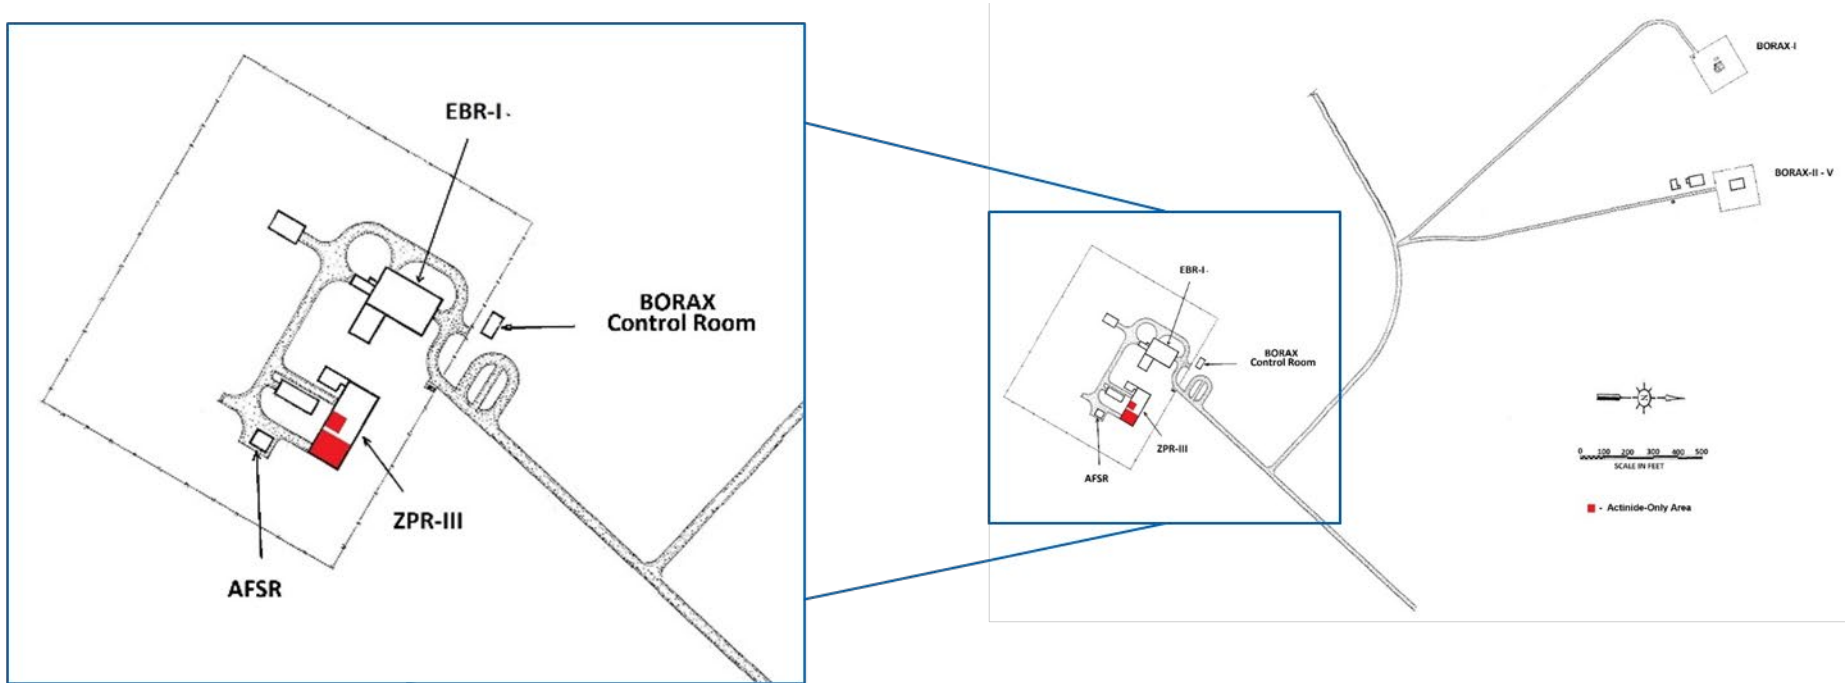 EBR-I -
BORAX
Control Room
ZPR-III
AFSR
BORAX-I
BORAX-II - V
EBR-I -
BORAX
Control Room
ZPR-III
AFSR
N
0 100 200 300 400 500
SCALE IN FEET
- Actinide-Only Area